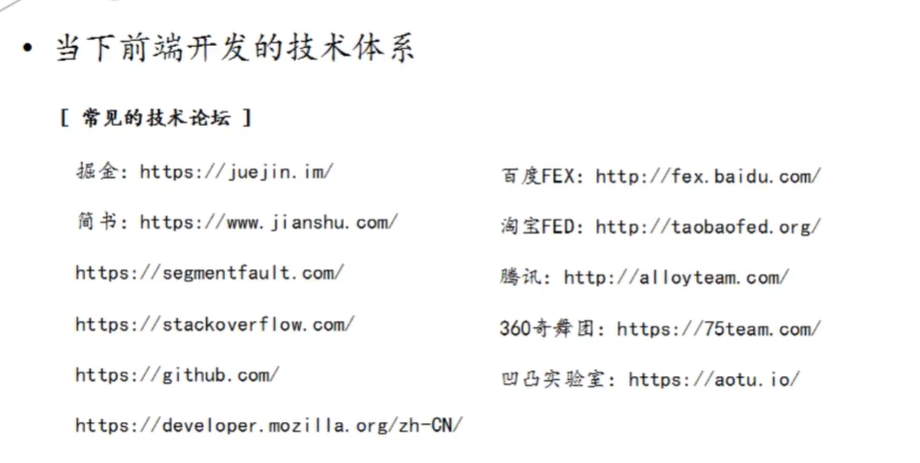 • 当下前端开发的技术体系
[ 常见的技术论坛 ]
掘金：https://juejin.im/
简书：https://www.jianshu.com/
https://segmentfault.com/
https://stackoverflow.com/
https://github.com/
https://developer.mozilla.org/zh-CN/
百度FEX：http://fex.baidu.com/
淘宝FED：http://taobaofed.org/
腾讯：http://alloyteam.com/
360奇舞团：https://75team.com/
凹凸实验室：https://aotu.io/